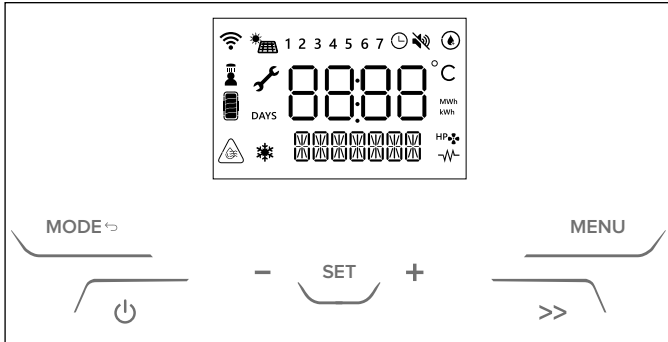 1 2 3 4 5 6 7
88:88 °C
DAYS
MWh
kWh
HP
MODE
MENU
- SET +
>>